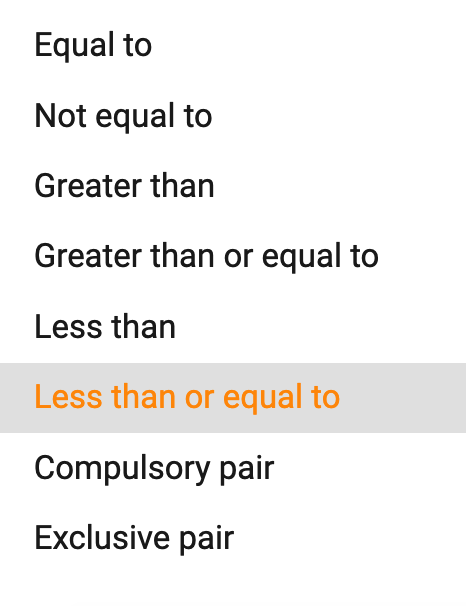 Equal to
Not equal to
Greater than
Greater than or equal to
Less than
Less than or equal to
Compulsory pair
Exclusive pair